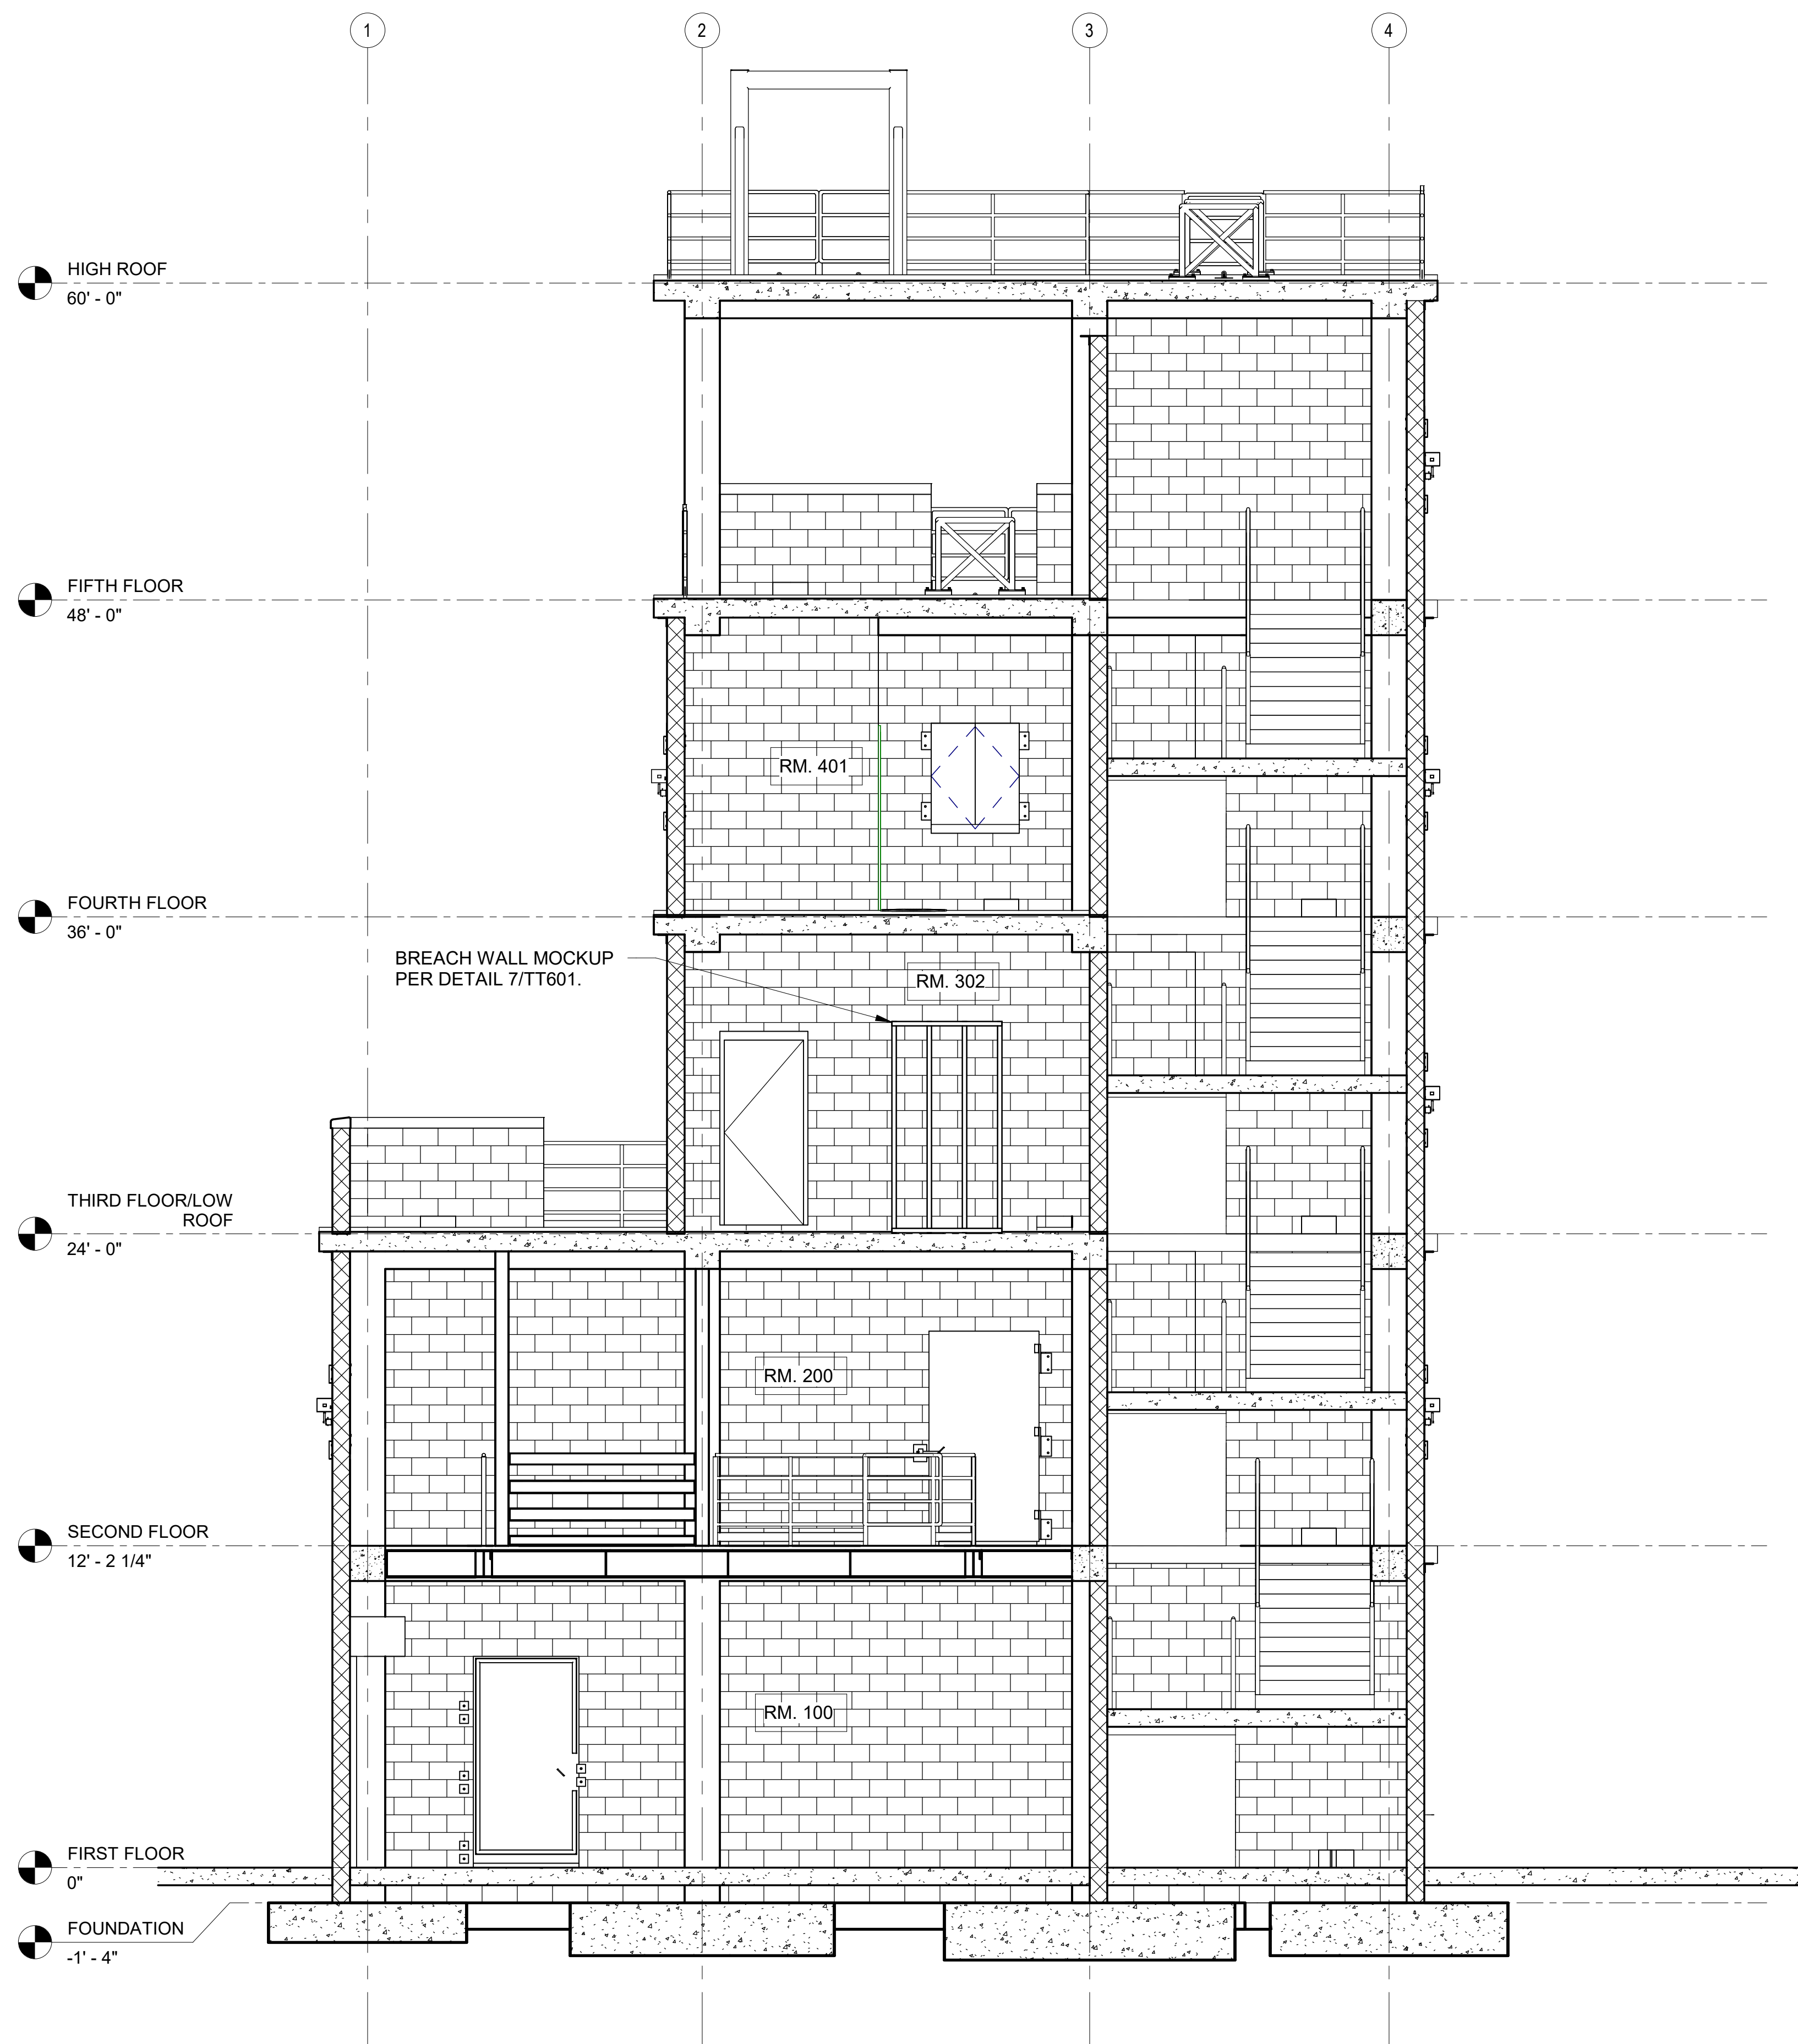 1
2
3
4
HIGH ROOF
60' - 0"
FIFTH FLOOR
48' - 0"
RM. 401
FOURTH FLOOR
36' - 0"
BREACH WALL MOCKUP
PER DETAIL 7/TT601.
RM. 302
THIRD FLOOR/LOW
ROOF
24' - 0"
RM. 200
SECOND FLOOR
12' - 2 1/4"
RM. 100
FIRST FLOOR
0"
FOUNDATION
-1' - 4"